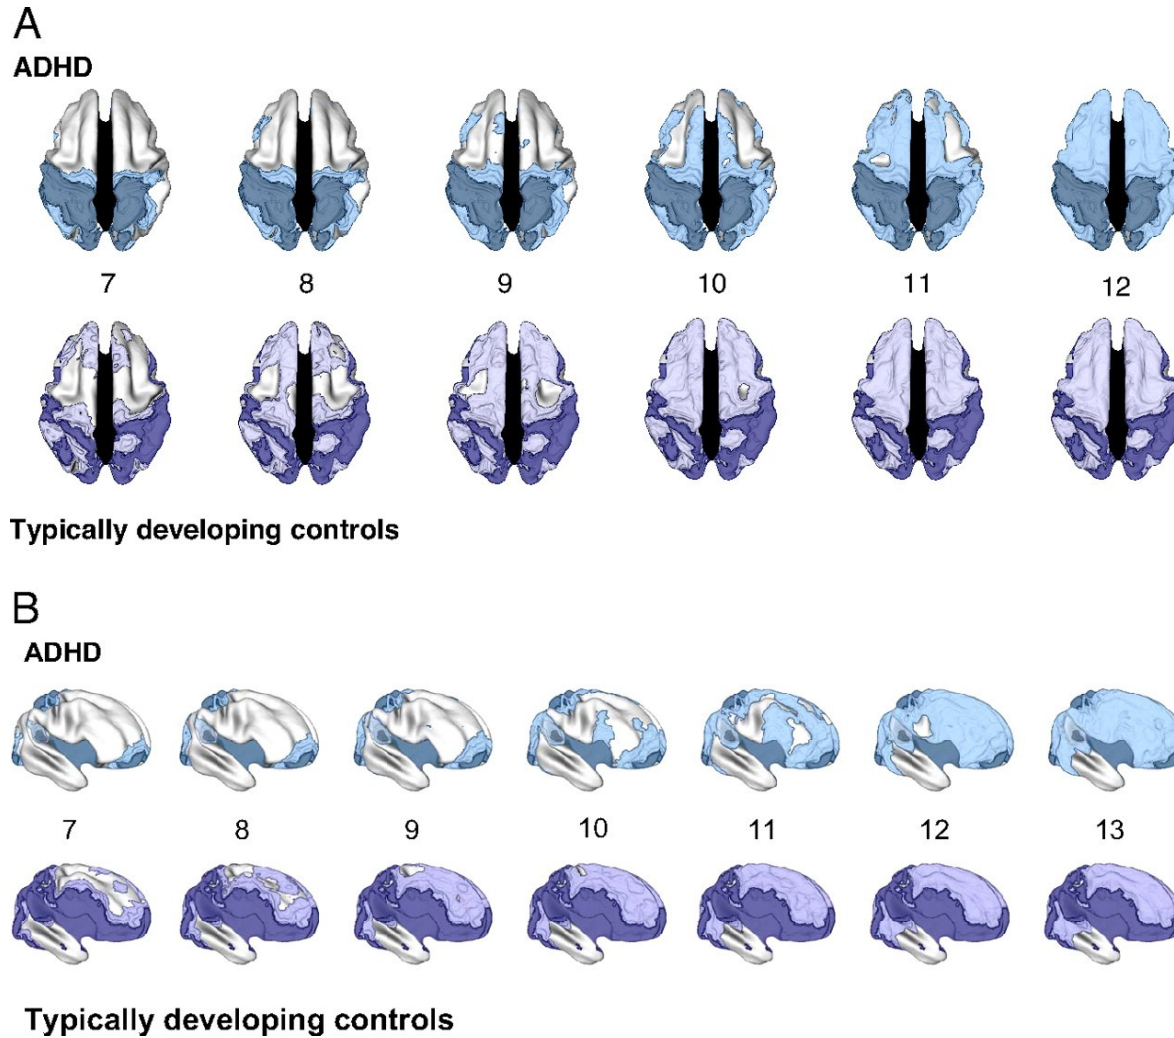 A
ADHD
7 8 9 10 11 12
Typically developing controls
B
ADHD
7 8 9 10 11 12 13
Typically developing controls